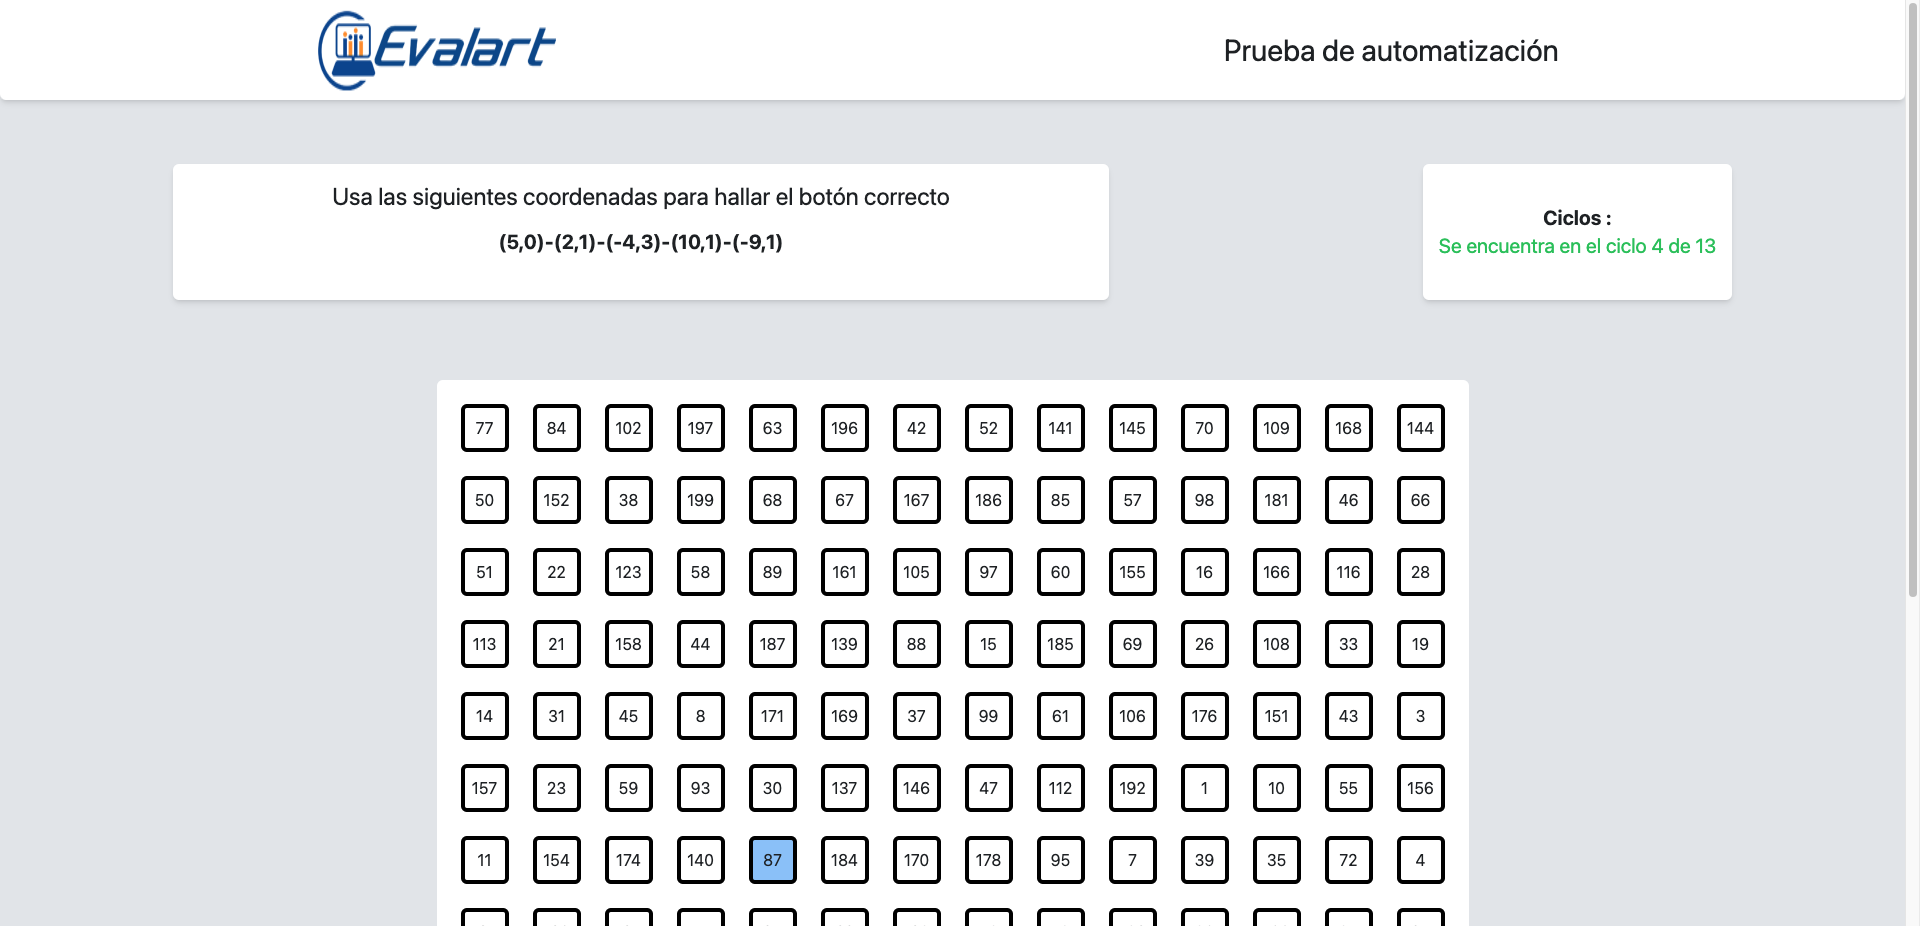 Evalart
Prueba de automatización
Usa las siguientes coordenadas para hallar el botón correcto
(5,0)-(2,1)-(-4,3)-(10,1)-(-9,1)
Ciclos :
Se encuentra en el ciclo 4 de 13
77 84 102 197 63 196 42 52 141 145 70 109 168 144
50 152 38 199 68 67 167 186 85 57 98 181 46 66
51 22 123 58 89 161 105 97 60 155 16 166 116 28
113 21 158 44 187 139 88 15 185 69 26 108 33 19
14 31 45 8 171 169 37 99 61 106 176 151 43 3
157 23 59 93 30 137 146 47 112 192 1 10 55 156
11 154 174 140 87 184 170 178 95 7 39 35 72 4